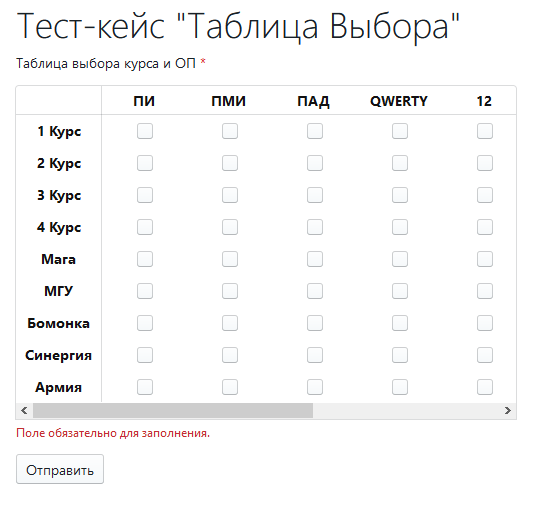 Тест-кейс "Таблица Выбора"
Таблица выбора курса и ОП *
ПИ ПМИ ПАД QWERTY 12
1 Курс
2 Курс
3 Курс
4 Курс
Мага
МГУ
Бомонка
Синергия
Армия
Поле обязательно для заполнения.
Отправить